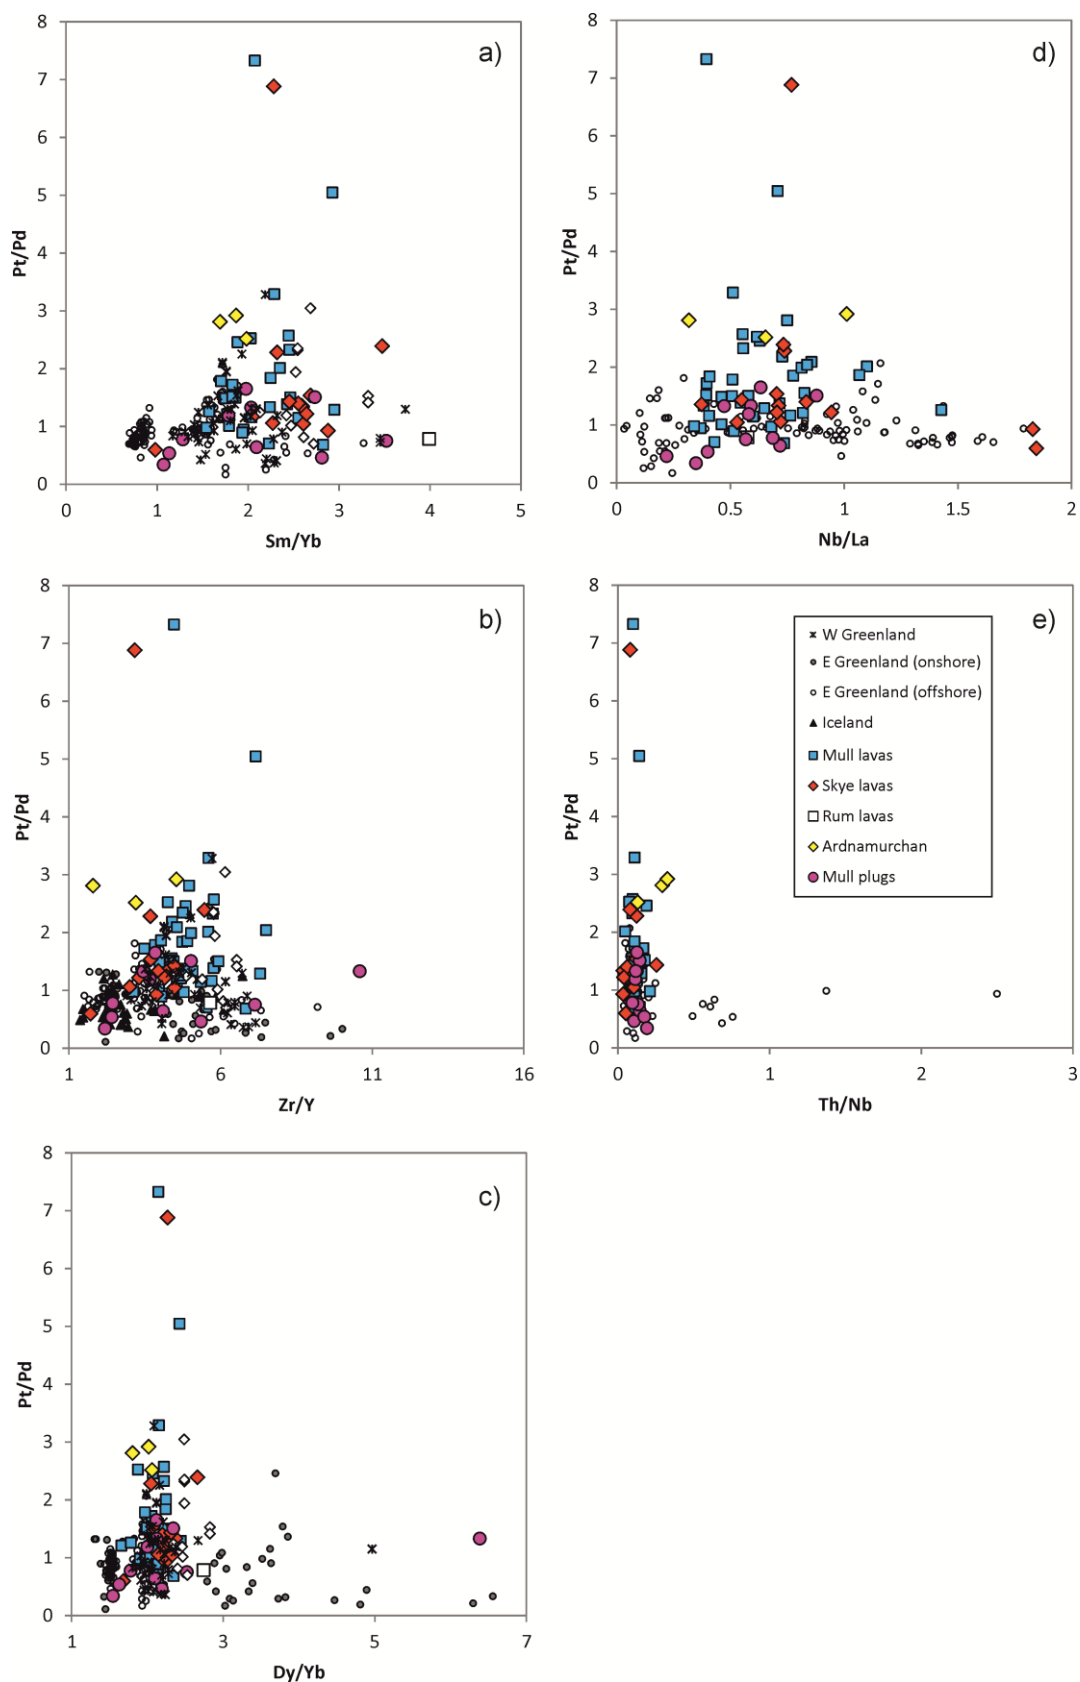 a)
8
7
6
5
4
3
2
1
0
Pt/Pd
0 1 2 3 4 5
Sm/Yb
d)
8
7
6
5
4
3
2
1
0
Pt/Pd
0 0.5 1 1.5 2
Nb/La
b)
8
7
6
5
4
3
2
1
0
Pt/Pd
1 6 11 16
Zr/Y
e)
8
7
6
5
4
3
2
1
0
Pt/Pd
W Greenland
E Greenland (onshore)
E Greenland (offshore)
Iceland
Mull lavas
Skye lavas
Rum lavas
Ardnamurchan
Mull plugs
0 1 2 3
Th/Nb
c)
8
7
6
5
4
3
2
1
0
Pt/Pd
1 3 5 7
Dy/Yb